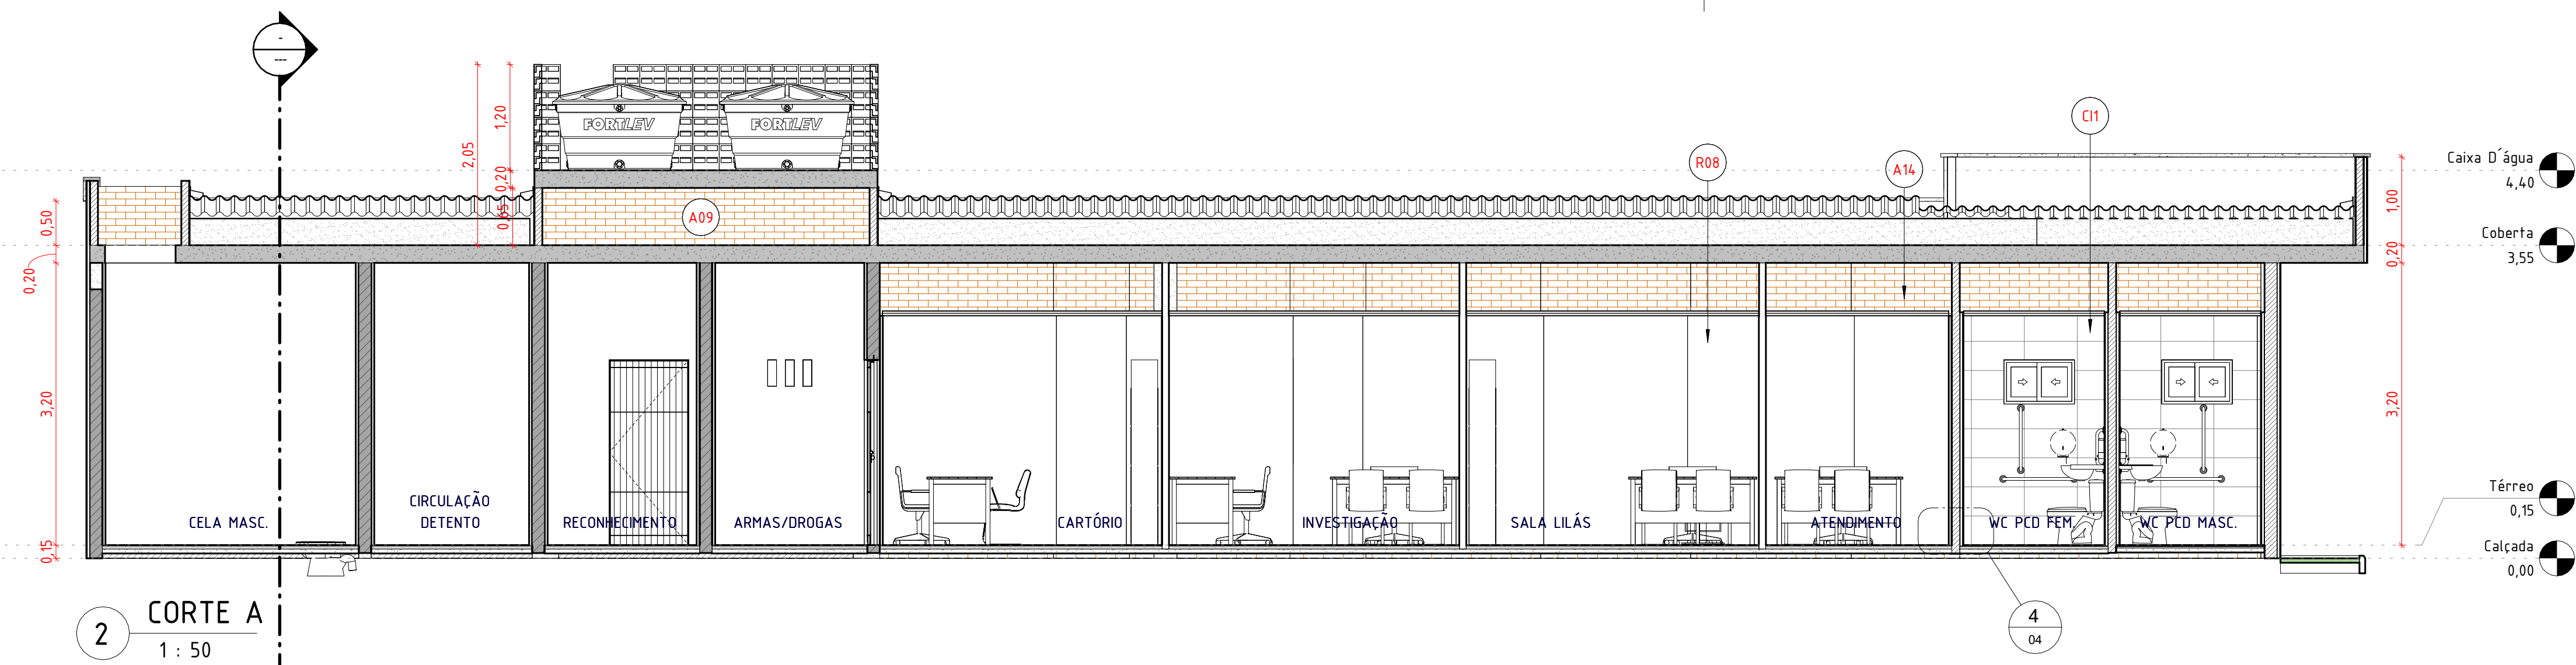 -
---
1,20
2,05
0,20
0,65
FORTLEV
FORTLEV
A09
R08
A14
CI1
Caixa D´água
4,40
Coberta
3,55
Térreo
0,15
Calçada
0,00
0,50
0,20
3,20
0,15
1,00
0,20
3,20
CELA MASC.
CIRCULAÇÃO
DETENTO
RECONHECIMENTO
ARMAS/DROGAS
CARTÓRIO
INVESTIGAÇÃO
SALA LILÁS
ATENDIMENTO
WC PCD FEM.
WC PCD MASC.
4
04
2
CORTE A
1 : 50